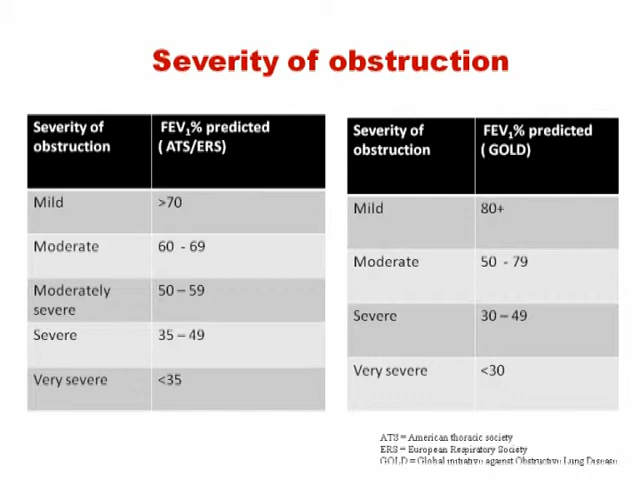 Severity of obstruction
Severity of obstruction FEV1% predicted ( ATS/ERS)
Mild >70
Moderate 60 - 69
Moderately severe 50 – 59
Severe 35 – 49
Very severe <35
Severity of obstruction FEV1% predicted ( GOLD)
Mild 80+
Moderate 50 - 79
Severe 30 – 49
Very severe <30
ATS = American thoracic society
ERS = European Respiratory Society
GOLD = Global initiative against Obstructive Lung Disease